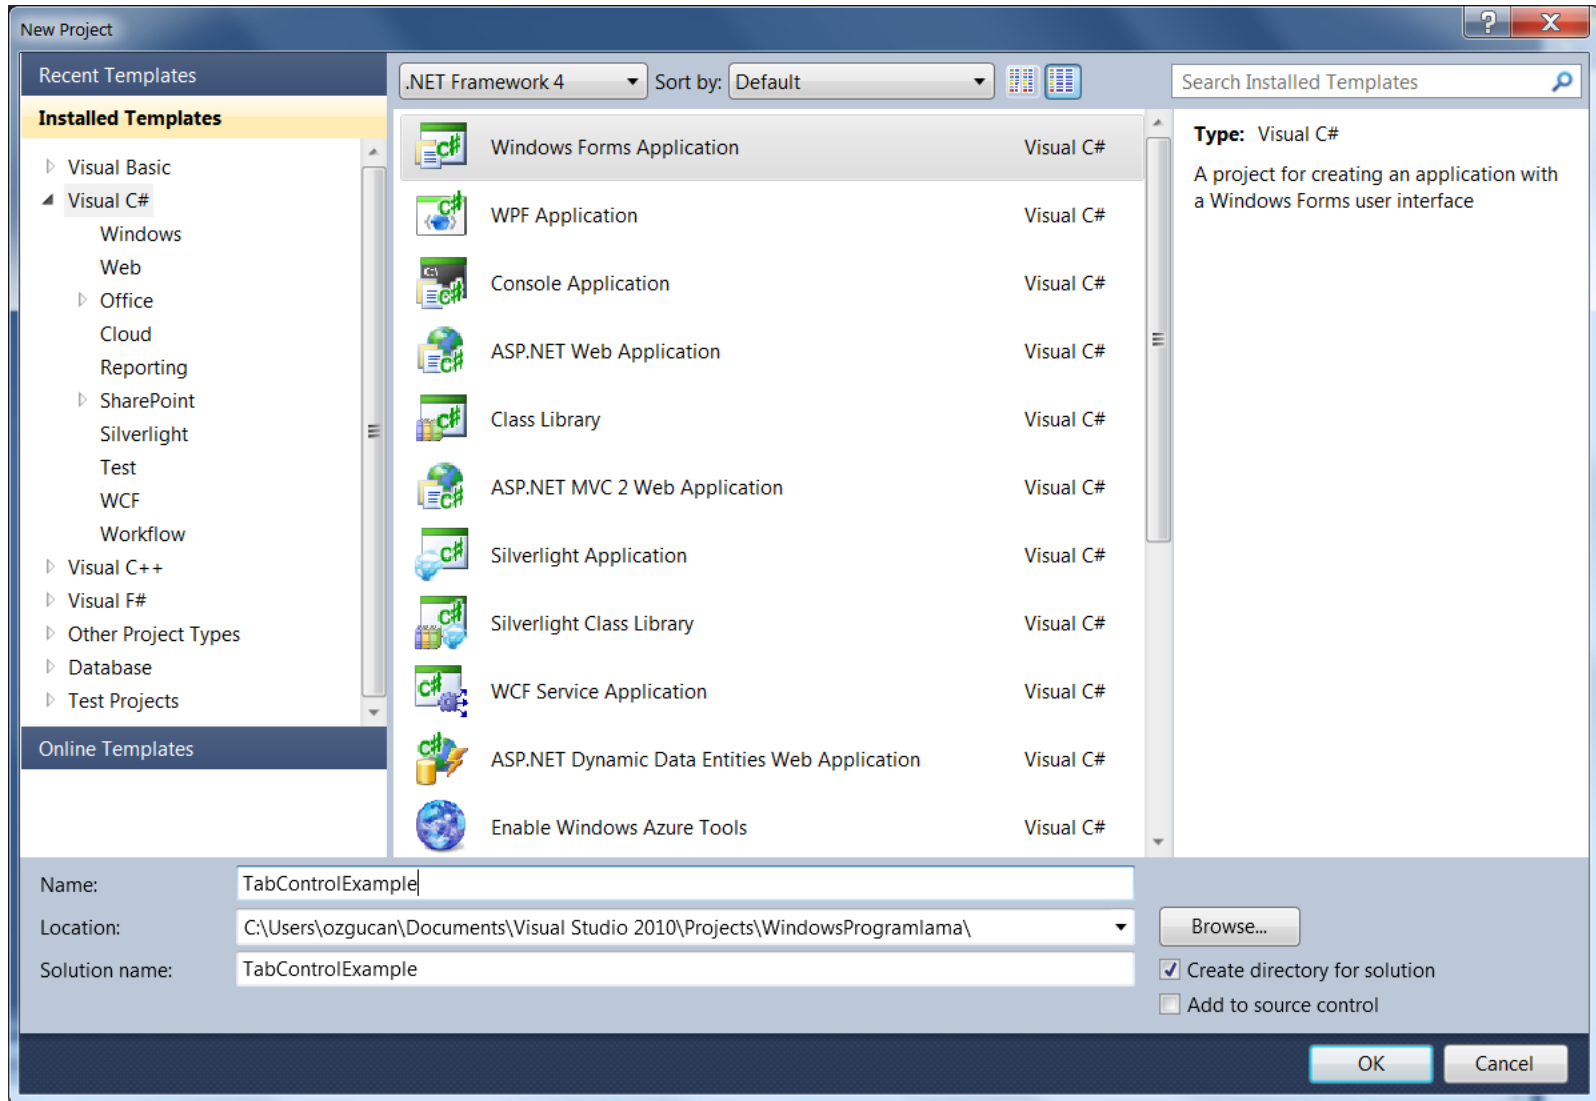 New Project
Recent Templates
Installed Templates
Visual Basic
Visual C#
Windows
Web
Office
Cloud
Reporting
SharePoint
Silverlight
Test
WCF
Workflow
Visual C++
Visual F#
Other Project Types
Database
Test Projects
Online Templates
.NET Framework 4
Sort by: Default
Search Installed Templates
Windows Forms Application Visual C#
WPF Application Visual C#
Console Application Visual C#
ASP.NET Web Application Visual C#
Class Library Visual C#
ASP.NET MVC 2 Web Application Visual C#
Silverlight Application Visual C#
Silverlight Class Library Visual C#
WCF Service Application Visual C#
ASP.NET Dynamic Data Entities Web Application Visual C#
Enable Windows Azure Tools Visual C#
Type: Visual C#
A project for creating an application with
a Windows Forms user interface
Name: TabControlExample
Location: C:\Users\ozgucan\Documents\Visual Studio 2010\Projects\WindowsProgramlama\
Browse...
Solution name: TabControlExample
Create directory for solution
Add to source control
OK
Cancel